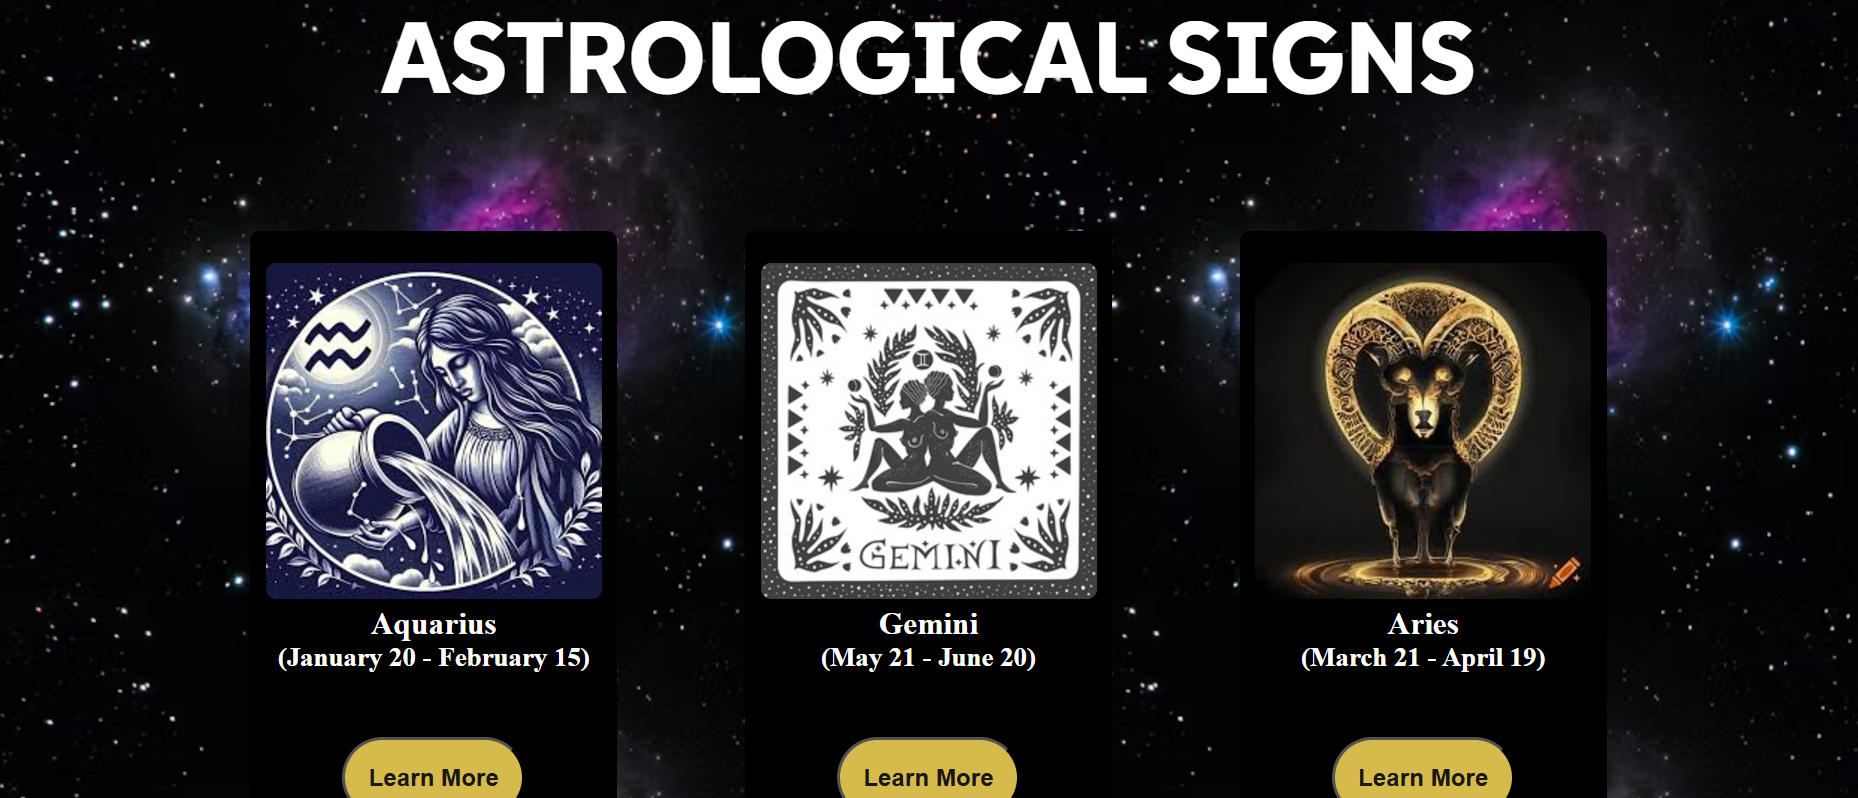 ASTROLOGICAL SIGNS
GEMINI
Aquarius
(January 20 - February 15)
Gemini
(May 21 - June 20)
Aries
(March 21 - April 19)
Learn More
Learn More
Learn More